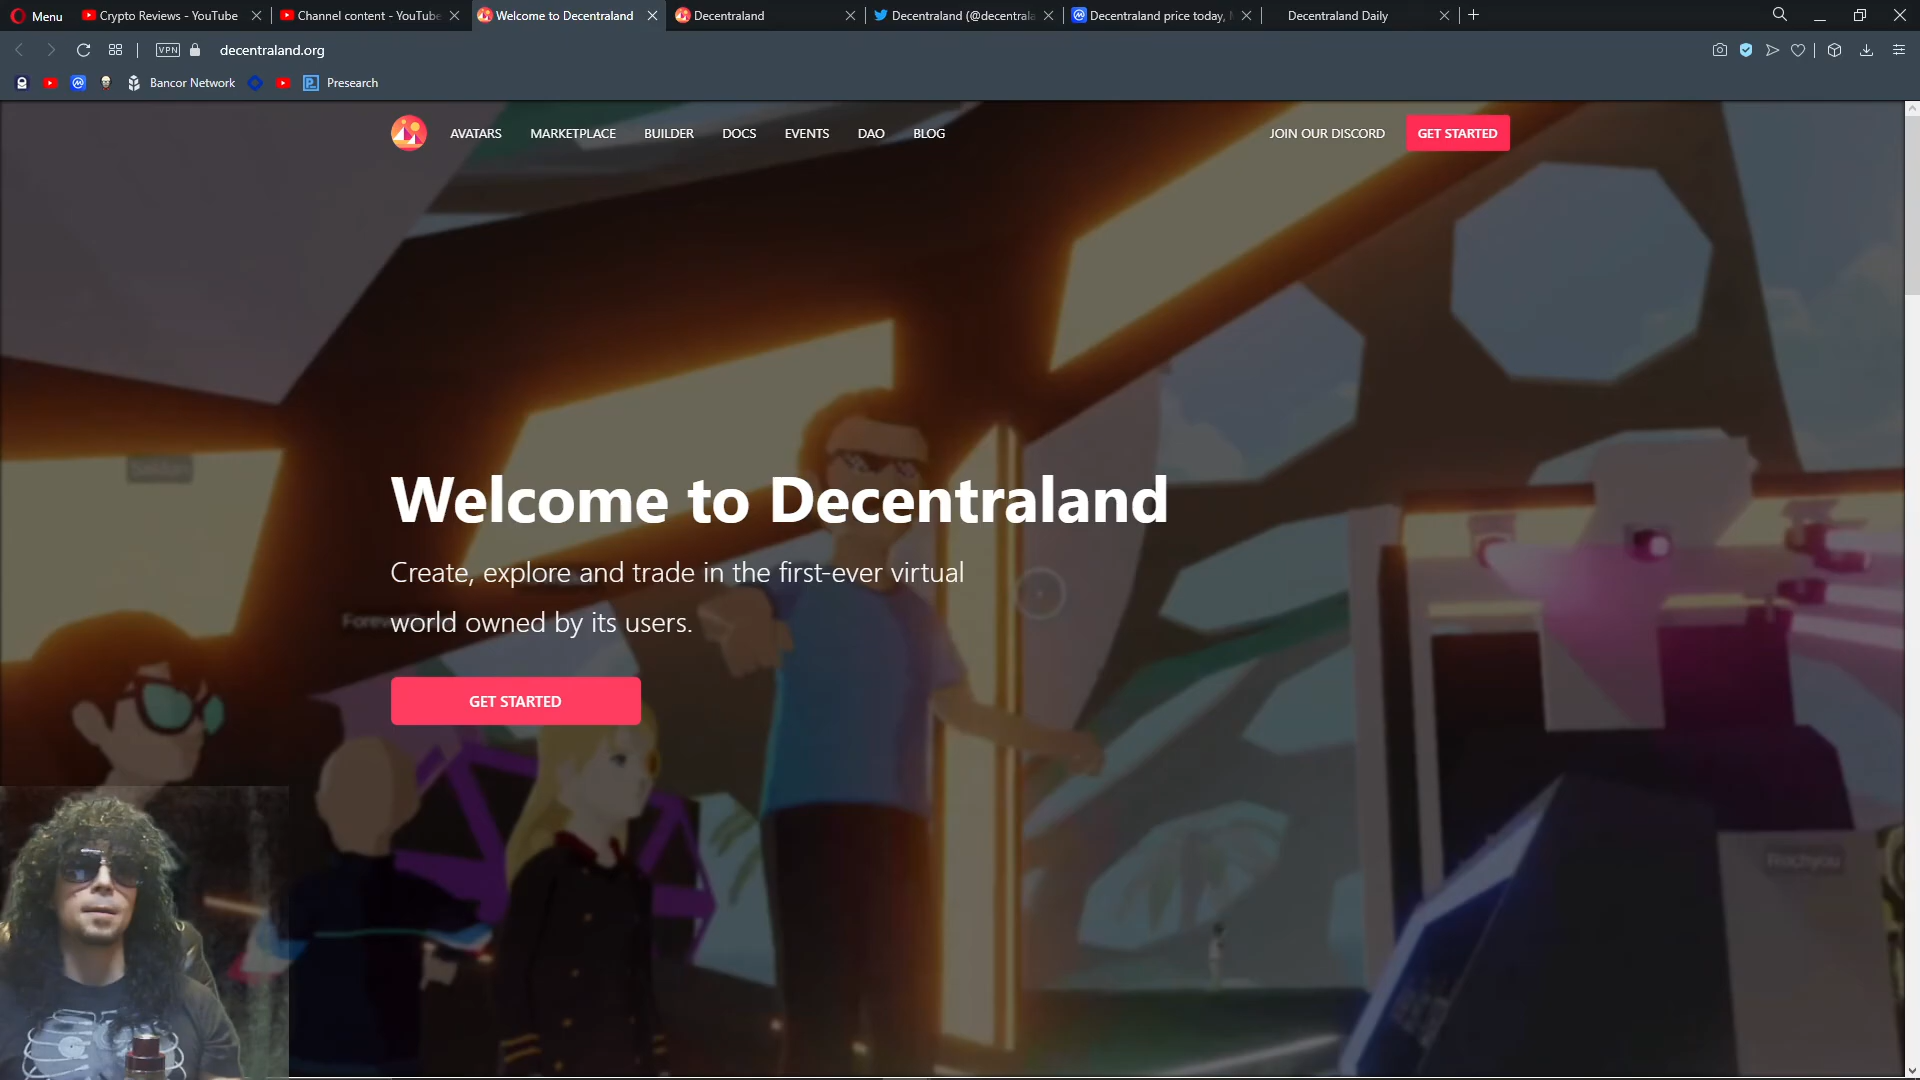 Menu
Crypto Reviews - YouTube
Channel content - YouTube
Welcome to Decentraland
Decentraland
Decentraland (@decentrala
Decentraland price today,
Decentraland Daily
VPN
decentraland.org
Bancor Network
Presearch
AVATARS
MARKETPLACE
BUILDER
DOCS
EVENTS
DAO
BLOG
JOIN OUR DISCORD
GET STARTED
Welcome to Decentraland
Create, explore and trade in the first-ever virtual
world owned by its users.
GET STARTED